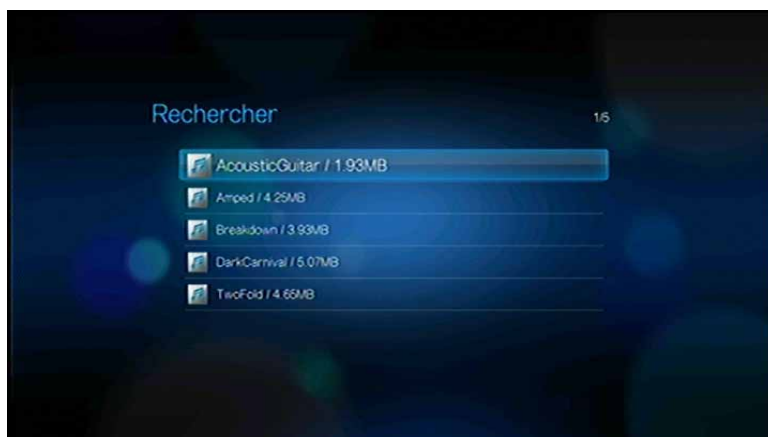 Rechercher
1/5
AcousticGuitar / 1.93MB
Amped / 4.25MB
Breakdown / 3.93MB
DarkCarnival / 5.07MB
TwoFold / 4.65MB